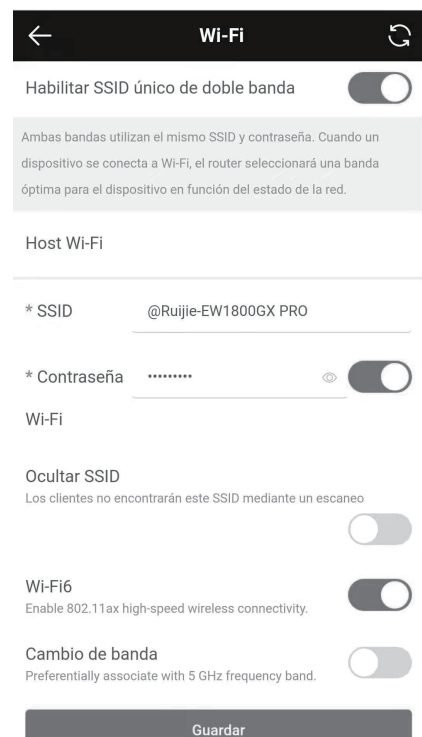 Wi-Fi
Habilitar SSID único de doble banda
Ambas bandas utilizan el mismo SSID y contraseña. Cuando un
dispositivo se conecta a Wi-Fi, el router seleccionará una banda
óptima para el dispositivo en función del estado de la red.
Host Wi-Fi
* SSID @Ruijie-EW1800GX PRO
* Contraseña •••••••••
Wi-Fi
Ocultar SSID
Los clientes no encontrarán este SSID mediante un escaneo
Wi-Fi6
Enable 802.11ax high-speed wireless connectivity.
Cambio de banda
Preferentially associate with 5 GHz frequency band.
Guardar